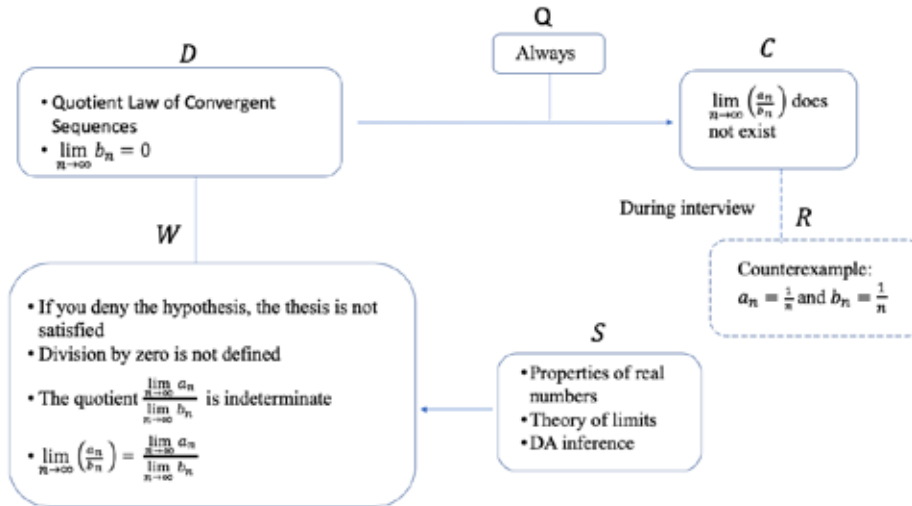 Q
Always
D
• Quotient Law of Convergent
Sequences
• lim_{n→∞} b_n = 0
C
lim_{n→∞} (a_n/b_n) does
not exist
During interview
R
Counterexample:
a_n = 1/n and b_n = 1/n
W
• If you deny the hypothesis, the thesis is not
satisfied
• Division by zero is not defined
• The quotient lim_{n→∞} a_n / lim_{n→∞} b_n is indeterminate
• lim_{n→∞} (a_n/b_n) = lim_{n→∞} a_n / lim_{n→∞} b_n
S
• Properties of real
numbers
• Theory of limits
• DA inference